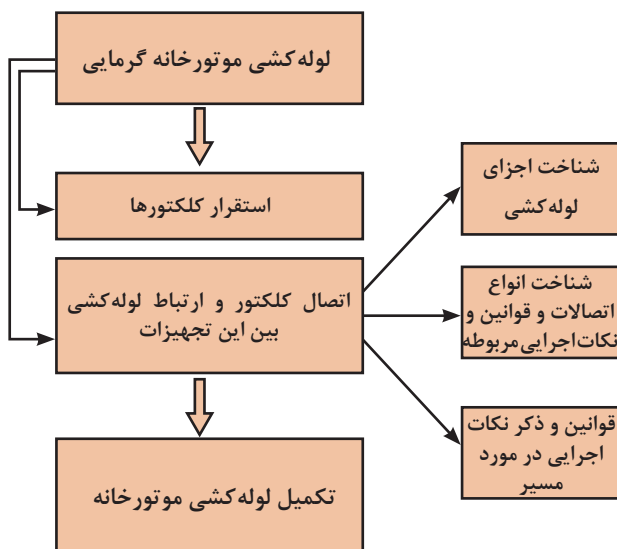 لوله‌کشی موتورخانه گرمایی
استقرار کلکتورها
اتصال کلکتور و ارتباط لوله‌کشی
بین این تجهیزات
تکمیل لوله‌کشی موتورخانه
شناخت اجزای
لوله‌کشی
شناخت انواع
اتصالات و قوانین و
نکات‌اجرایی‌مربوطه
قوانین و ذکر نکات
اجرایی در مورد
مسیر